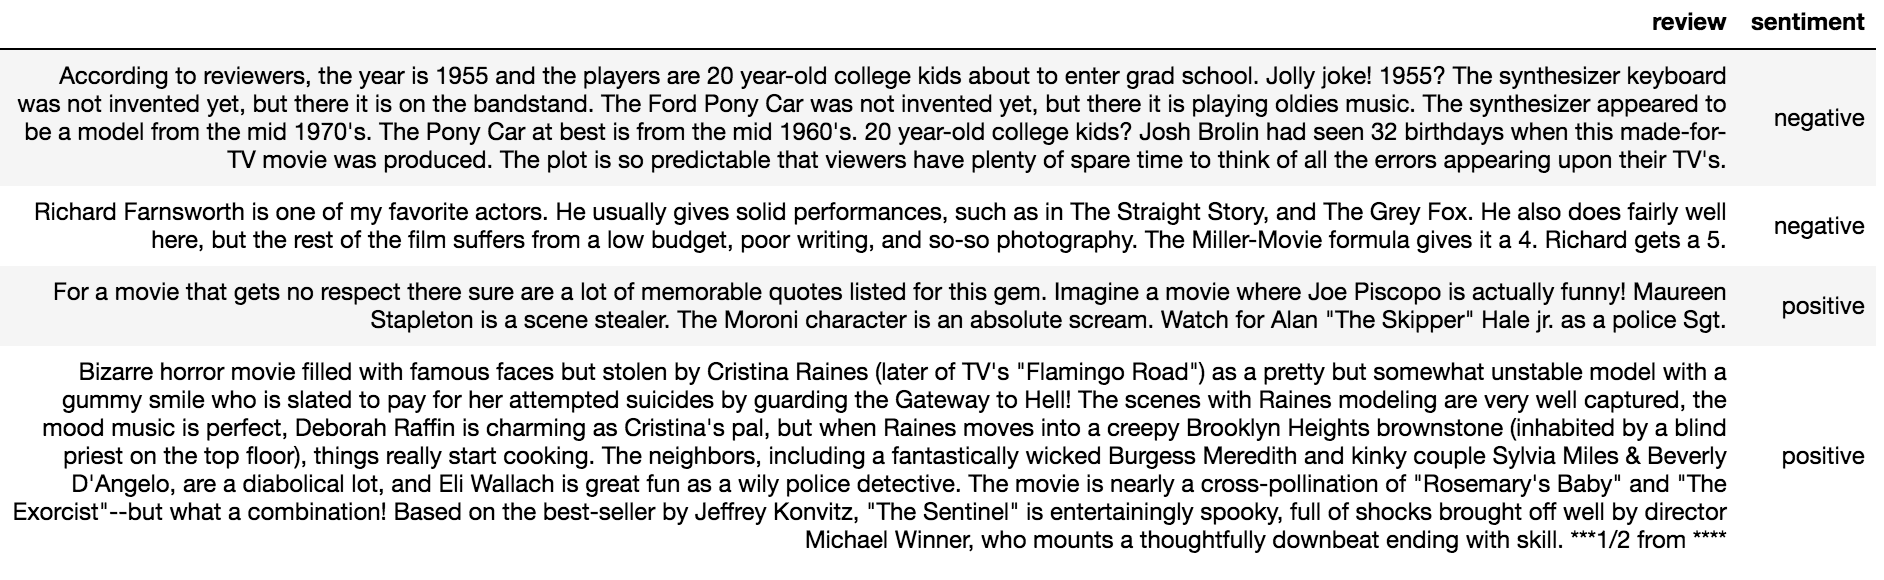 review sentiment
According to reviewers, the year is 1955 and the players are 20 year-old college kids about to enter grad school. Jolly joke! 1955? The synthesizer keyboard
was not invented yet, but there it is on the bandstand. The Ford Pony Car was not invented yet, but there it is playing oldies music. The synthesizer appeared to
be a model from the mid 1970's. The Pony Car at best is from the mid 1960's. 20 year-old college kids? Josh Brolin had seen 32 birthdays when this made-for-
TV movie was produced. The plot is so predictable that viewers have plenty of spare time to think of all the errors appearing upon their TV's.
negative
Richard Farnsworth is one of my favorite actors. He usually gives solid performances, such as in The Straight Story, and The Grey Fox. He also does fairly well
here, but the rest of the film suffers from a low budget, poor writing, and so-so photography. The Miller-Movie formula gives it a 4. Richard gets a 5.
negative
For a movie that gets no respect there sure are a lot of memorable quotes listed for this gem. Imagine a movie where Joe Piscopo is actually funny! Maureen
Stapleton is a scene stealer. The Moroni character is an absolute scream. Watch for Alan "The Skipper" Hale jr. as a police Sgt.
positive
Bizarre horror movie filled with famous faces but stolen by Cristina Raines (later of TV's "Flamingo Road") as a pretty but somewhat unstable model with a
gummy smile who is slated to pay for her attempted suicides by guarding the Gateway to Hell! The scenes with Raines modeling are very well captured, the
mood music is perfect, Deborah Raffin is charming as Cristina's pal, but when Raines moves into a creepy Brooklyn Heights brownstone (inhabited by a blind
priest on the top floor), things really start cooking. The neighbors, including a fantastically wicked Burgess Meredith and kinky couple Sylvia Miles & Beverly
D'Angelo, are a diabolical lot, and Eli Wallach is great fun as a wily police detective. The movie is nearly a cross-pollination of "Rosemary's Baby" and "The
Exorcist"--but what a combination! Based on the best-seller by Jeffrey Konvitz, "The Sentinel" is entertainingly spooky, full of shocks brought off well by director
Michael Winner, who mounts a thoughtfully downbeat ending with skill. ***1/2 from ****
positive